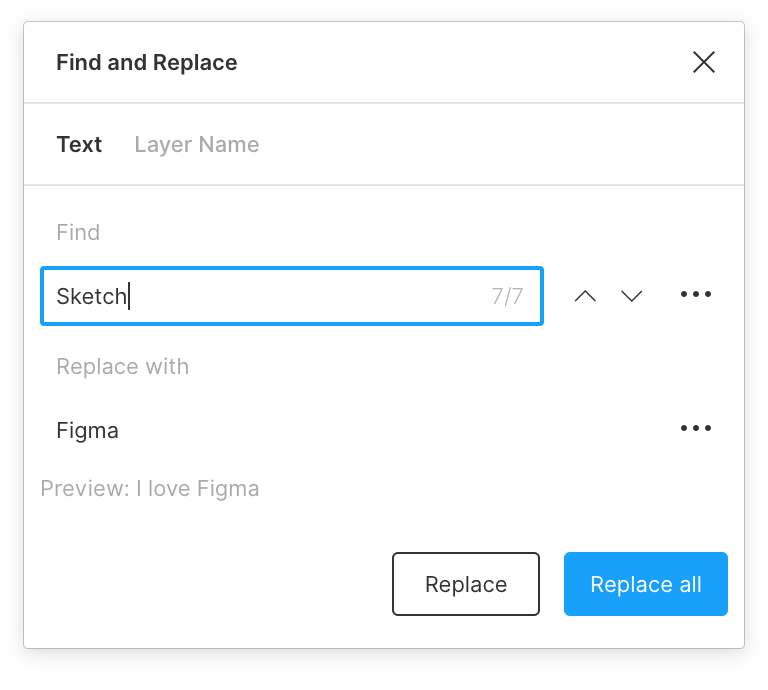 Find and Replace
Text Layer Name
Find
Sketch 7/7
Replace with
Figma
Preview: I love Figma
Replace Replace all